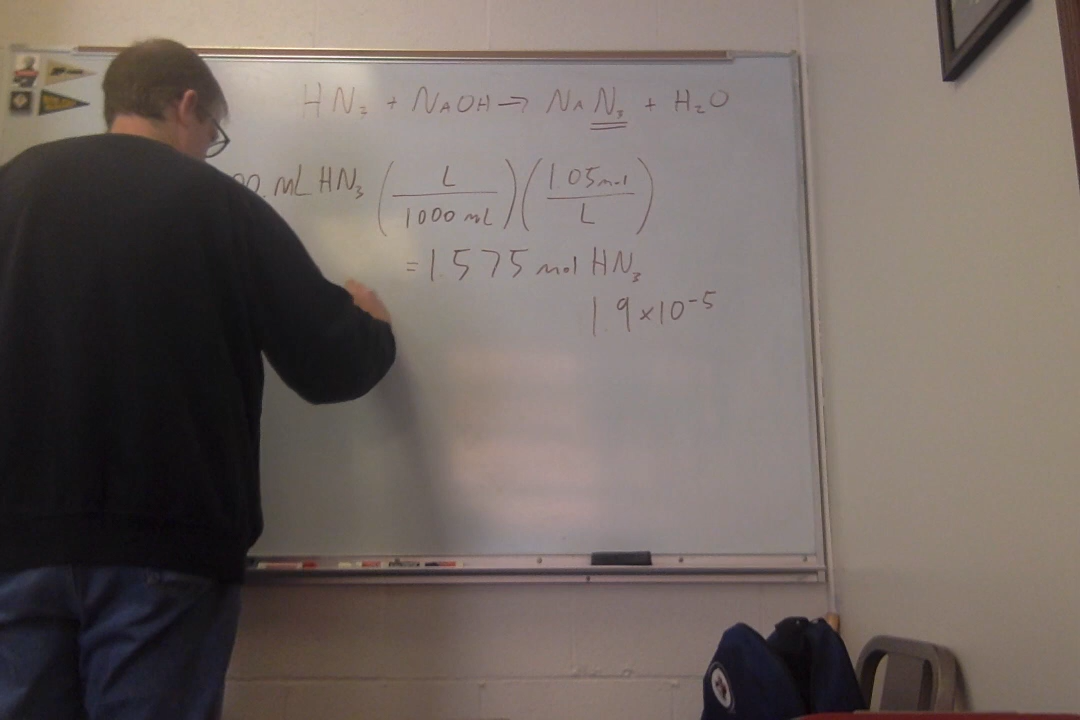 HN₃ + NaOH → NaN₃ + H₂O
00. mL HN₃ (L / 1000 mL) (1.05 mol / L)
= 1.575 mol HN₃
1.9 × 10⁻⁵